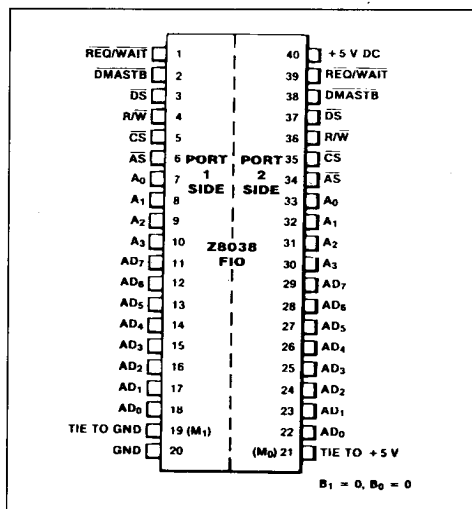 REQ/WAIT 1 40 +5 V DC
DMASTB 2 39 REQ/WAIT
DS 3 38 DMASTB
R/W 4 37 DS
CS 5 36 R/W
AS 6 35 CS
A0 7 34 AS
A1 8 33 A0
A2 9 32 A1
A3 10 31 A2
AD7 11 30 A3
AD6 12 29 AD7
AD5 13 28 AD6
AD4 14 27 AD5
AD3 15 26 AD4
AD2 16 25 AD3
AD1 17 24 AD2
AD0 18 23 AD1
TIE TO GND 19 (M1) 22 AD0
GND 20 (M0) 21 TIE TO +5 V
PORT 1 SIDE
PORT 2 SIDE
Z8038
FIO
B1 = 0, B0 = 0